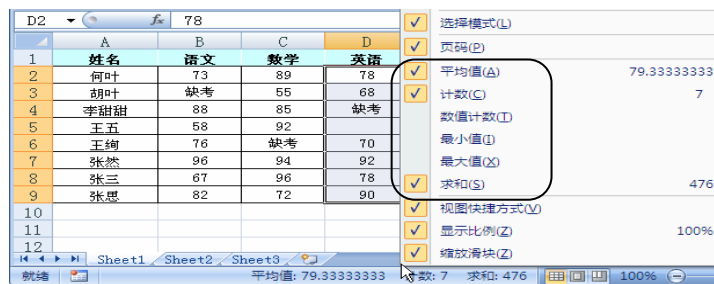 D2 fx 78
A B C D
1 姓名 语文 数学 英语
2 何叶 73 89 78
3 胡叶 缺考 55 68
4 李甜甜 88 85 缺考
5 王五 58 92
6 王绚 76 缺考 70
7 张然 96 94 92
8 张三 67 96 78
9 张思 82 72 90
10
11
12
Sheet1 Sheet2 Sheet3
就绪 平均值: 79.33333333 计数: 7 求和: 476 100%
选择模式(L)
页码(P)
平均值(A) 79.33333333
计数(C) 7
数值计数(T)
最小值(I)
最大值(X)
求和(S) 476
视图快捷方式(V)
显示比例(Z) 100%
缩放滑块(Z)